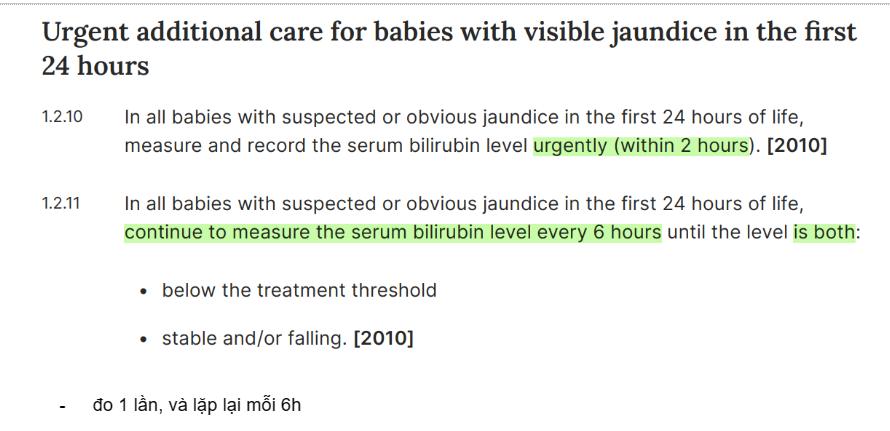 Urgent additional care for babies with visible jaundice in the first
24 hours
1.2.10 In all babies with suspected or obvious jaundice in the first 24 hours of life,
measure and record the serum bilirubin level urgently (within 2 hours). [2010]
1.2.11 In all babies with suspected or obvious jaundice in the first 24 hours of life,
continue to measure the serum bilirubin level every 6 hours until the level is both:
• below the treatment threshold
• stable and/or falling. [2010]
- đo 1 lần, và lặp lại mỗi 6h